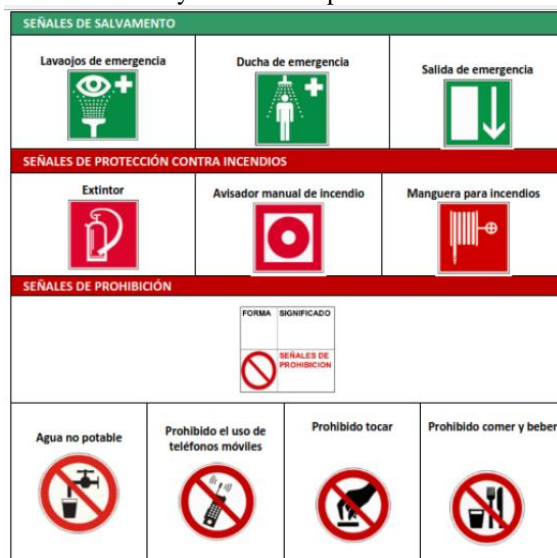 SEÑALES DE SALVAMENTO
Lavaojos de emergencia
Ducha de emergencia
Salida de emergencia
SEÑALES DE PROTECCIÓN CONTRA INCENDIOS
Extintor
Avisador manual de incendio
Manguera para incendios
SEÑALES DE PROHIBICIÓN
FORMA SIGNIFICADO
SEÑALES DE
PROHIBICION
Agua no potable
Prohibido el uso de
teléfonos móviles
Prohibido tocar
Prohibido comer y beber